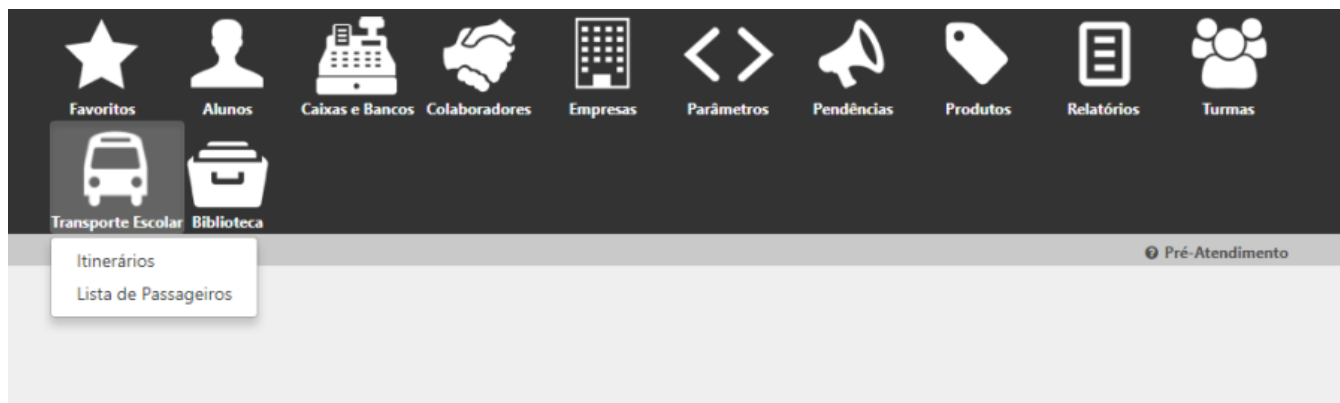 Favoritos Alunos Caixas e Bancos Colaboradores Empresas Parâmetros Pendências Produtos Relatórios Turmas
Transporte Escolar Biblioteca
Pré-Atendimento
Itinerários
Lista de Passageiros